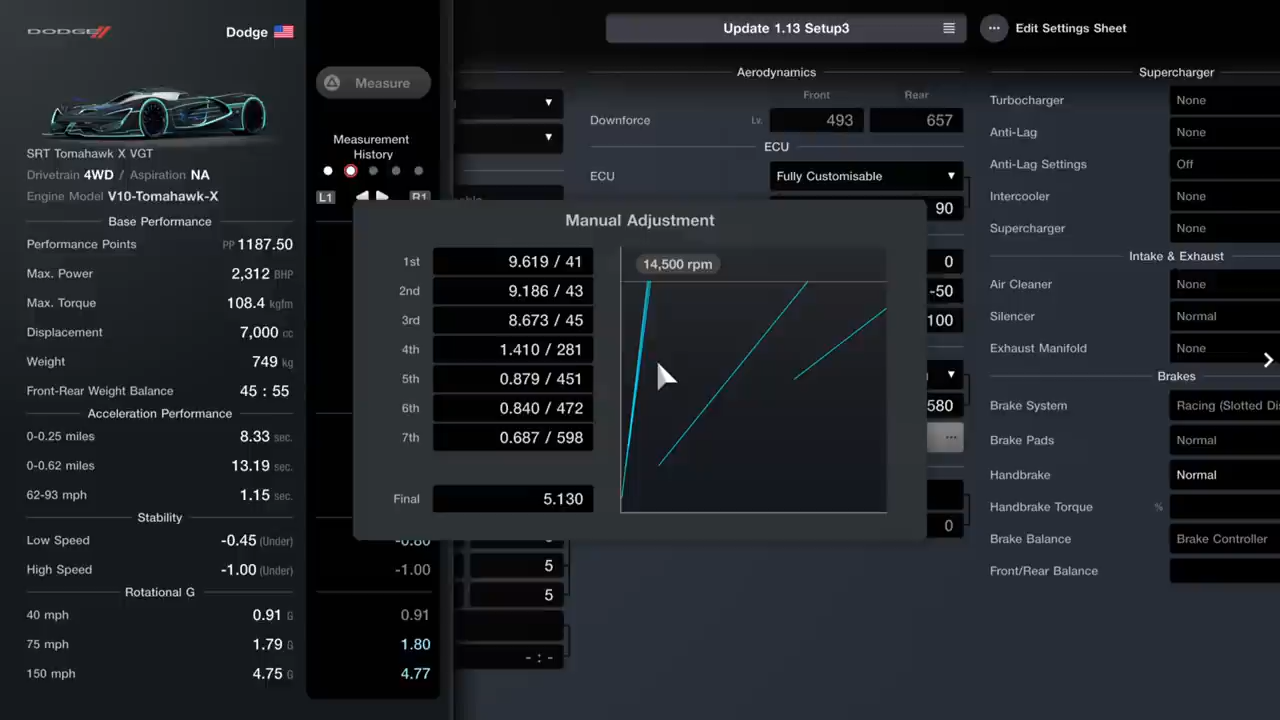 DODGE
Dodge
SRT Tomahawk X VGT
Drivetrain 4WD / Aspiration NA
Engine Model V10-Tomahawk-X
Base Performance
Performance Points PP 1187.50
Max. Power 2,312 BHP
Max. Torque 108.4 kgfm
Displacement 7,000 cc
Weight 749 kg
Front-Rear Weight Balance 45 : 55
Acceleration Performance
0-0.25 miles 8.33 sec.
0-0.62 miles 13.19 sec.
62-93 mph 1.15 sec.
Stability
Low Speed -0.45 (Under)
High Speed -1.00 (Under)
Rotational G
40 mph 0.91 G
75 mph 1.79 G
150 mph 4.75 G
Measure
Measurement
History
L1 R1
-0.80
-1.00
0.91
1.80
4.77
Update 1.13 Setup3
Edit Settings Sheet
Aerodynamics
Front Rear
Downforce Lv. 493 657
ECU
ECU Fully Customisable
90
0
-50
100
580
0
5
5
- : -
Manual Adjustment
1st 9.619 / 41
2nd 9.186 / 43
3rd 8.673 / 45
4th 1.410 / 281
5th 0.879 / 451
6th 0.840 / 472
7th 0.687 / 598
Final 5.130
14,500 rpm
Supercharger
Turbocharger None
Anti-Lag None
Anti-Lag Settings Off
Intercooler None
Supercharger None
Intake & Exhaust
Air Cleaner None
Silencer Normal
Exhaust Manifold None
Brakes
Brake System Racing (Slotted Di
Brake Pads Normal
Handbrake Normal
Handbrake Torque %
Brake Balance Brake Controller
Front/Rear Balance